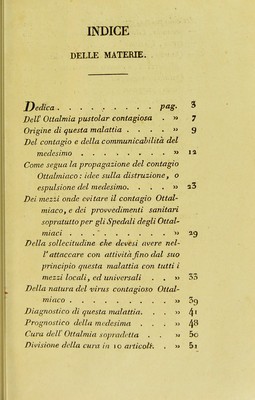 INDICE
DELLE MATERIE.
Dedica . . . . . . . . . pag. 3
Dell' Ottalmia pustolar contagiosa . » 7
Origine di questa malattia . . . . » 9
Del contagio e della communicabilità del
medesimo . . . . . . . . » 12
Come segua la propagazione del contagio
Ottalmiaco: idee sulla distruzione, o
espulsione del medesimo. . . . » 23
Dei mezzi onde evitare il contagio Ottal-
miaco, e dei provvedimenti sanitari
sopratutto per gli Spedali degli Ottal-
miaci . . . . . . . . . » 29
Della sollecitudine che devesi avere nel-
l' attaccare con attività fino dal suo
principio questa malattia con tutti i
mezzi locali, ed universali . . » 33
Della natura del virus contagioso Ottal-
miaco . . . . . . . . . » 39
Diagnostico di questa malattia. . . » 41
Prognostico della medesima . . . » 48
Cura dell' Ottalmia sopradetta . . » 50
Divisione della cura in 10 articoli. . » 51